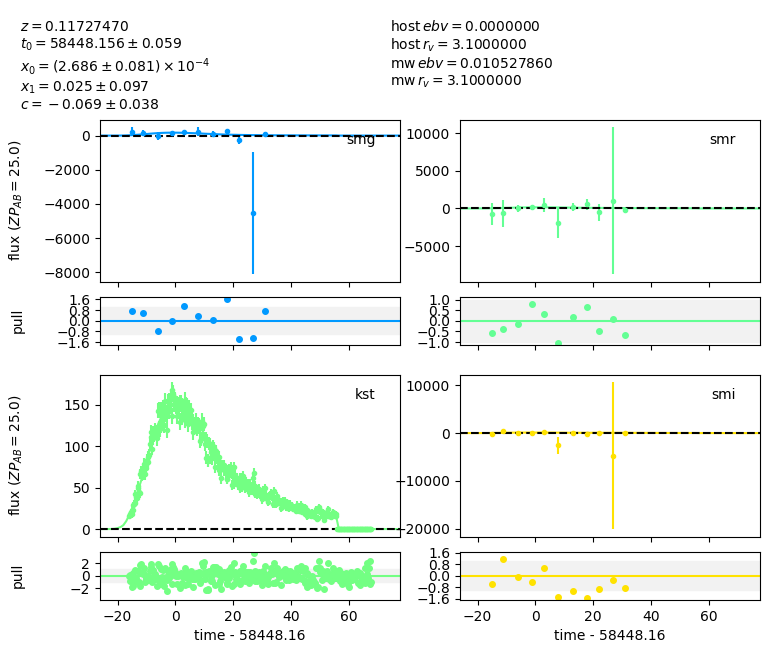 z = 0.11727470
t₀ = 58448.156 ± 0.059
x₀ = (2.686 ± 0.081) × 10⁻⁴
x₁ = 0.025 ± 0.097
c = −0.069 ± 0.038
host ebv = 0.0000000
host r_v = 3.1000000
mw ebv = 0.010527860
mw r_v = 3.1000000
flux (ZP_AB = 25.0)
0
−2000
−4000
−6000
−8000
smg
10000
5000
0
−5000
smr
pull
1.6
0.8
0.0
−0.8
−1.6
1.0
0.5
0.0
−0.5
−1.0
flux (ZP_AB = 25.0)
150
100
50
0
kst
10000
0
−10000
−20000
smi
pull
2
0
−2
1.6
0.8
0.0
−0.8
−1.6
−20 0 20 40 60
−20 0 20 40 60
time - 58448.16
time - 58448.16